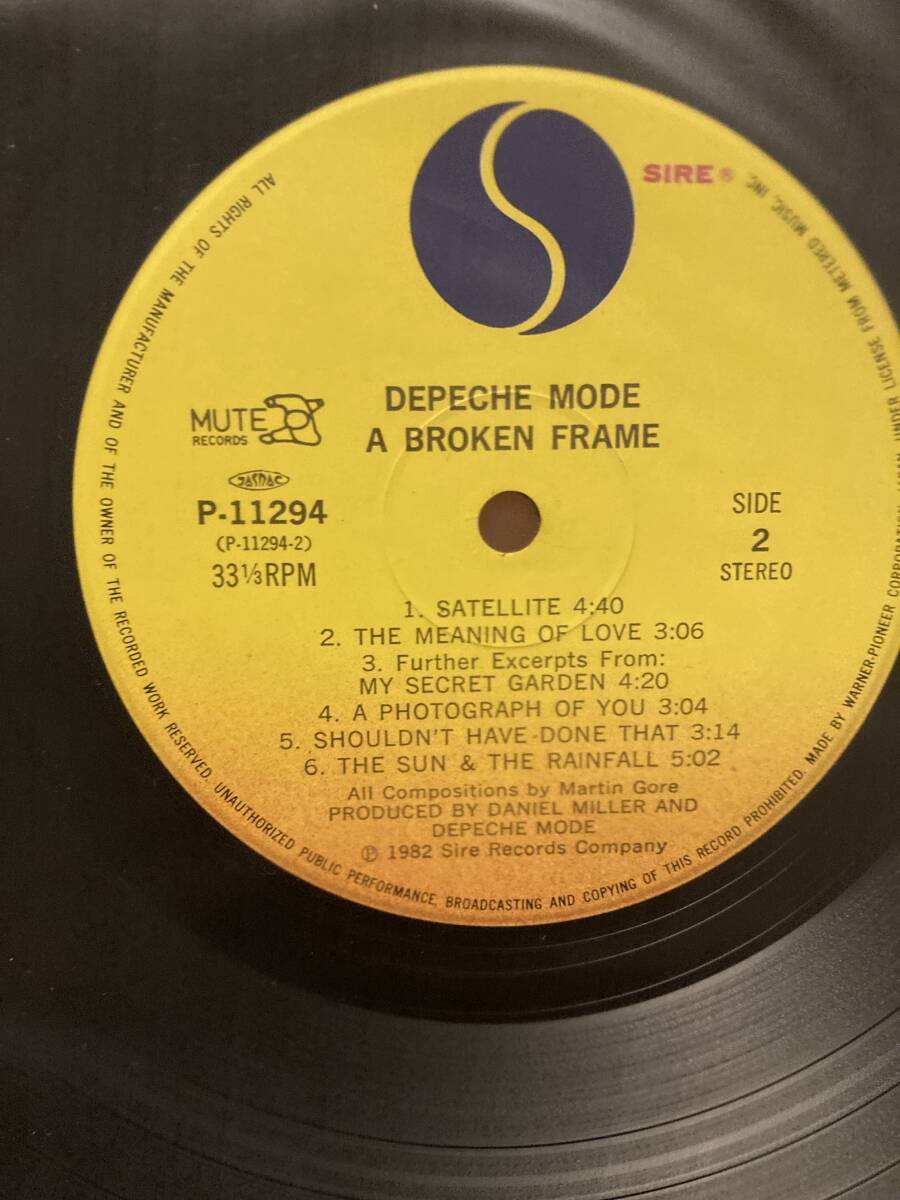 SIRE®
DEPECHE MODE
A BROKEN FRAME
MUTE
RECORDS
JASRAC
P-11294
(P-11294-2)
33⅓RPM
SIDE
2
STEREO
1. SATELLITE 4:40
2. THE MEANING OF LOVE 3:06
3. Further Excerpts From:
MY SECRET GARDEN 4:20
4. A PHOTOGRAPH OF YOU 3:04
5. SHOULDN'T HAVE DONE THAT 3:14
6. THE SUN & THE RAINFALL 5:02
All Compositions by Martin Gore
PRODUCED BY DANIEL MILLER AND
DEPECHE MODE
℗ 1982 Sire Records Company
ALL RIGHTS OF THE MANUFACTURER AND OF THE OWNER OF THE RECORDED WORK RESERVED. UNAUTHORIZED PUBLIC PERFORMANCE, BROADCASTING AND COPYING OF THIS RECORD PROHIBITED. MADE BY WARNER-PIONEER CORPORATION, UNDER LICENSE FROM METERED MUSIC, INC.